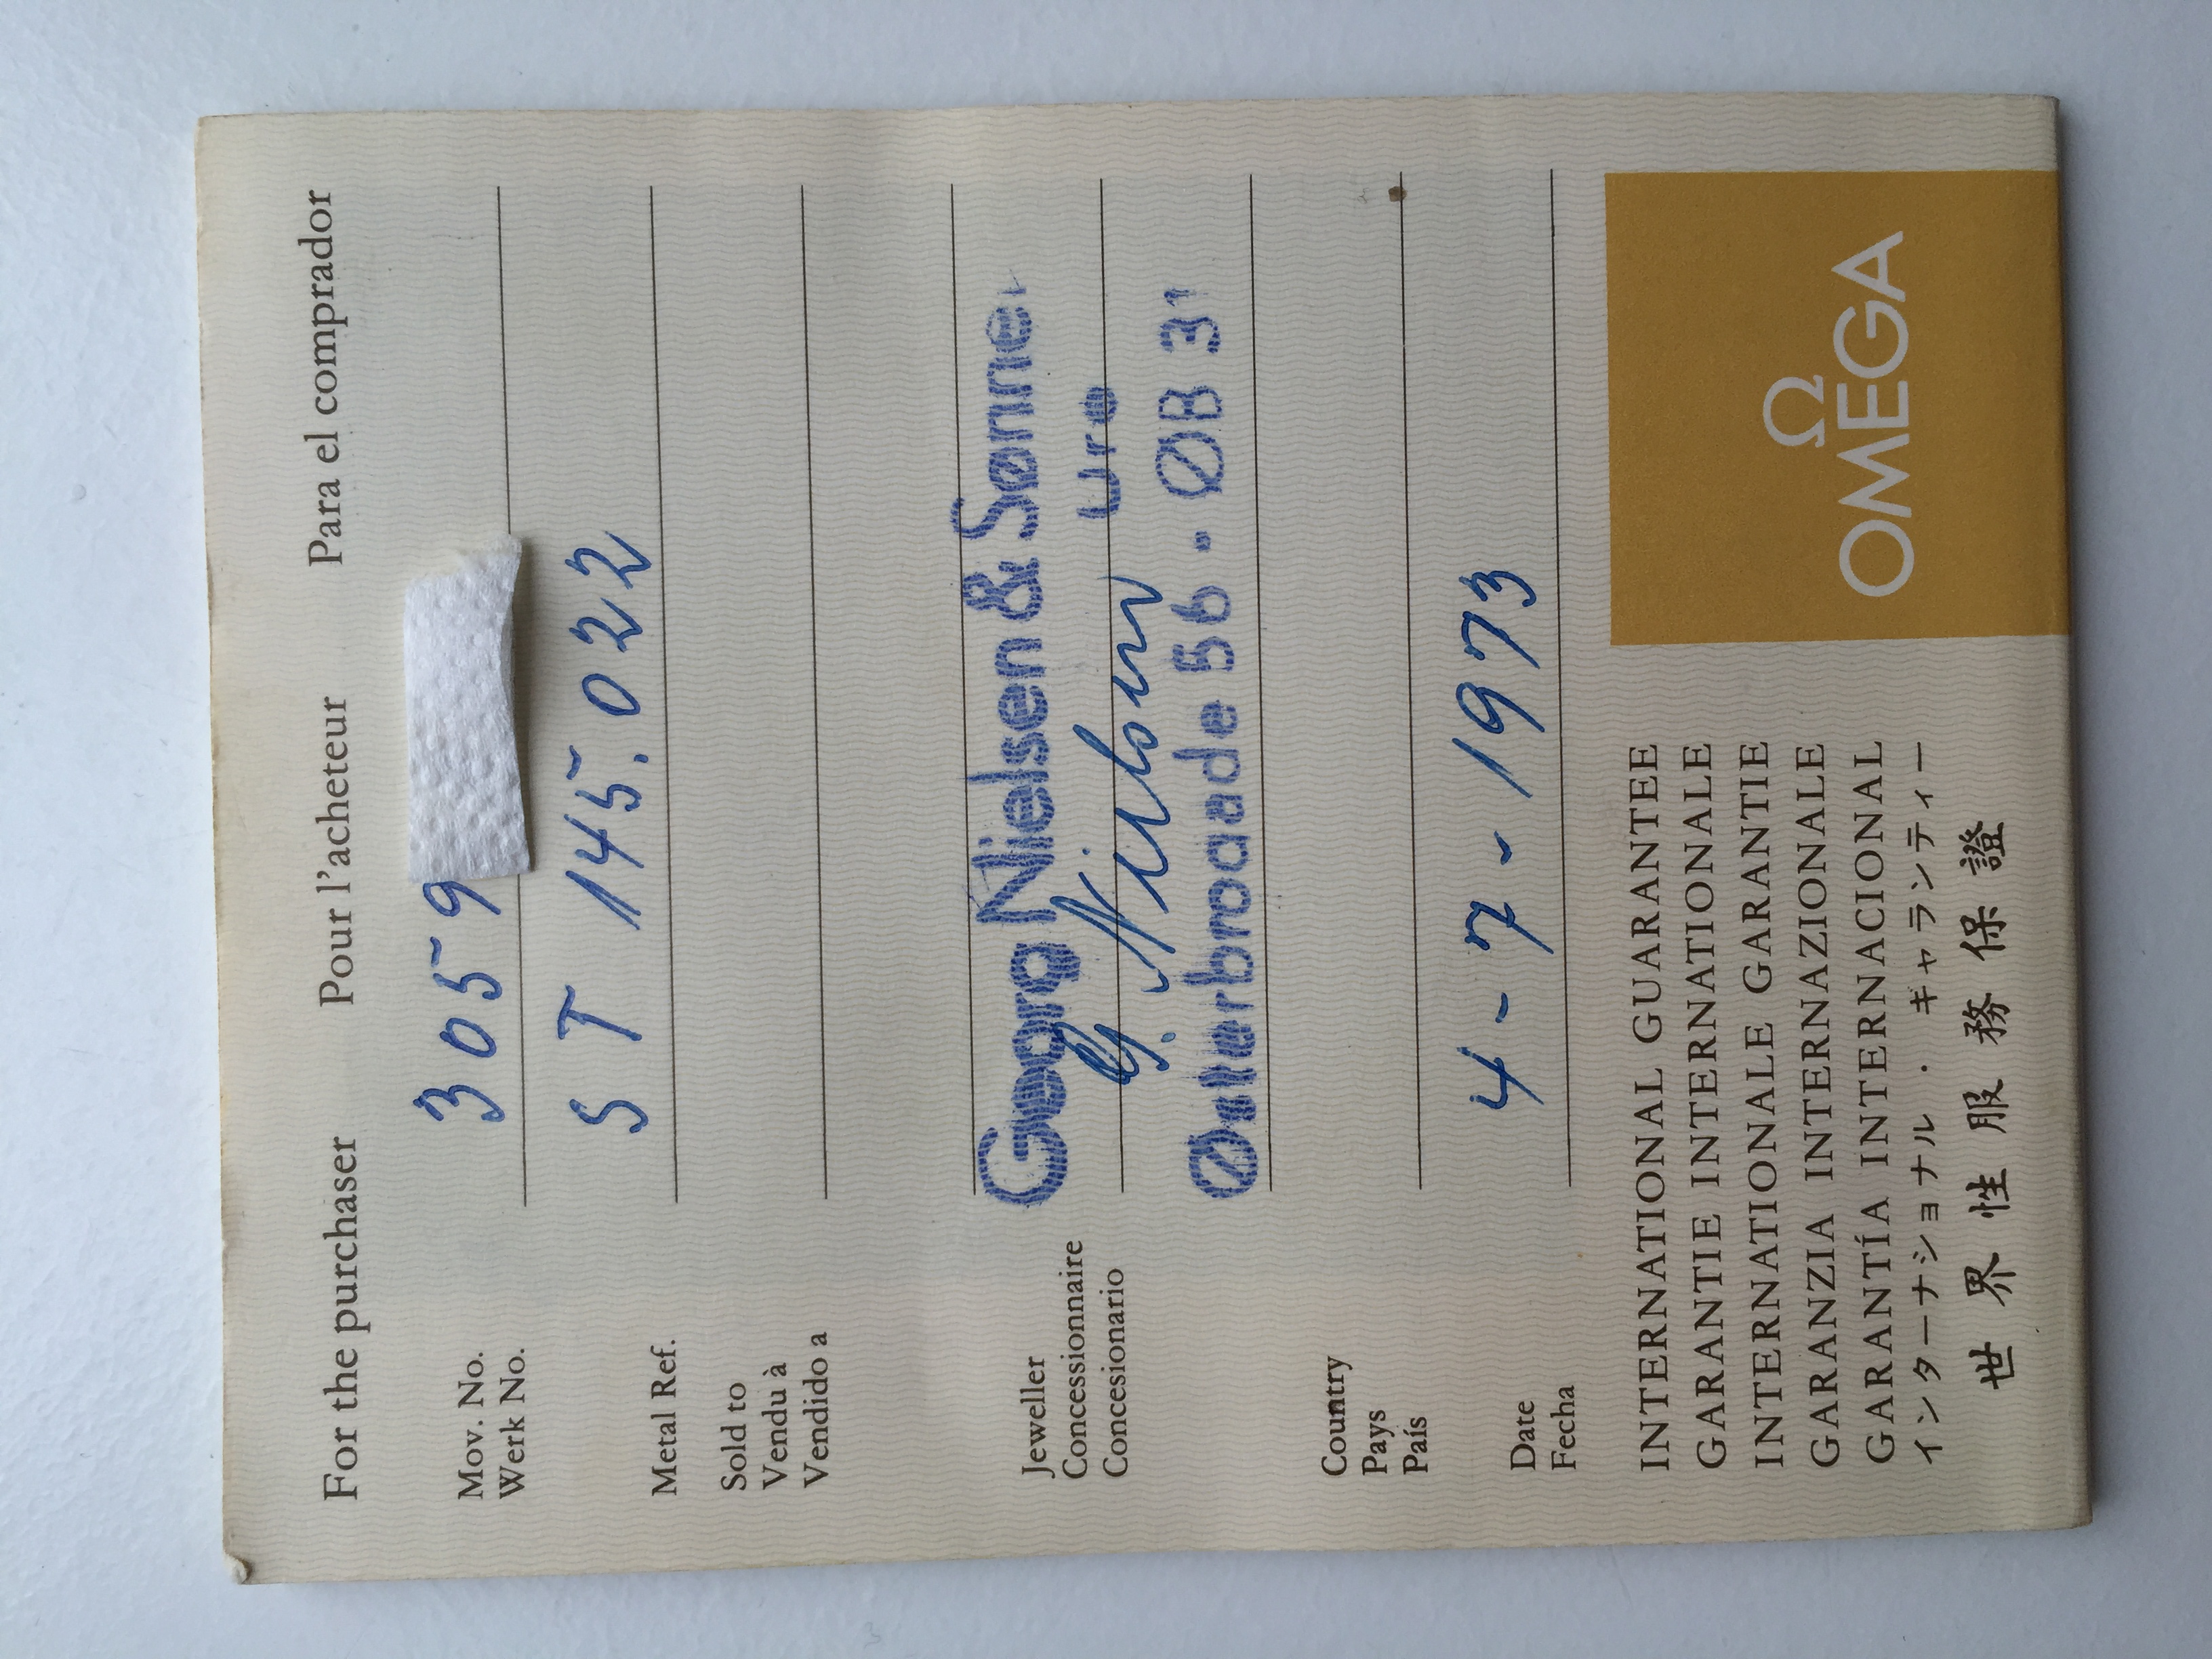 For the purchaser Pour l'acheteur Para el comprador
Mov. No.
Werk No.
3059
Metal Ref.
ST 145.022
Sold to
Vendu à
Vendido a
Jeweller
Concessionnaire
Concesionario
Georg Nielsen & Sønner
G. Nielsen
Ure
56 · ØB 31
Country
Pays
País
Date
Fecha
4-7-1973
INTERNATIONAL GUARANTEE
GARANTIE INTERNATIONALE
INTERNATIONALE GARANTIE
GARANZIA INTERNAZIONALE
GARANTÍA INTERNACIONAL
インターナショナル・ギャランティー
世界性服務保證
Ω
OMEGA